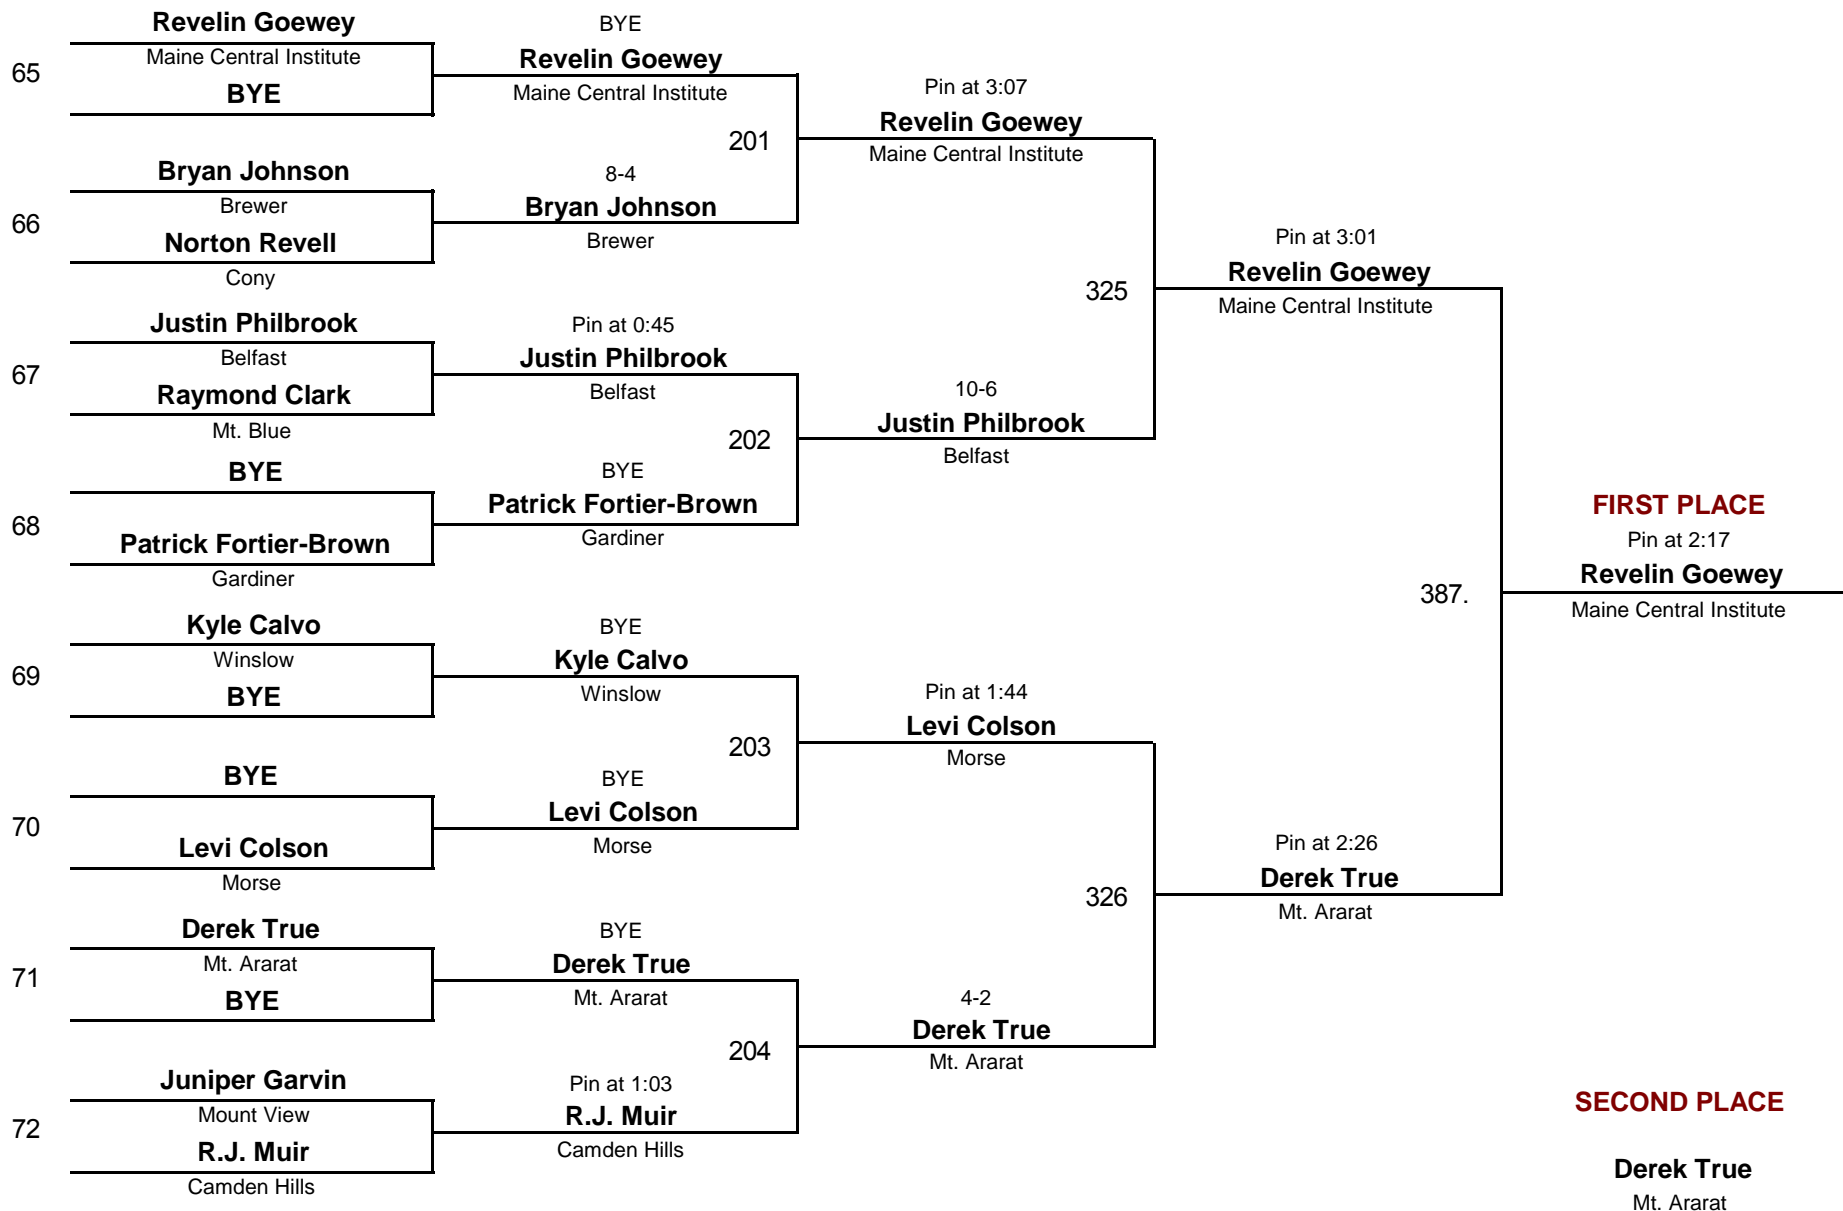 Revelin Goewey
65
Maine Central Institute
BYE
Bryan Johnson
66
Brewer
Norton Revell
Cony
Justin Philbrook
67
Belfast
Raymond Clark
Mt. Blue
BYE
68
Patrick Fortier-Brown
Gardiner
Kyle Calvo
69
Winslow
BYE
BYE
70
Levi Colson
Morse
Derek True
71
Mt. Ararat
BYE
Juniper Garvin
72
Mount View
R.J. Muir
Camden Hills
BYE
Revelin Goewey
Maine Central Institute
201
8-4
Bryan Johnson
Brewer
Pin at 0:45
Justin Philbrook
Belfast
202
BYE
Patrick Fortier-Brown
Gardiner
BYE
Kyle Calvo
Winslow
203
BYE
Levi Colson
Morse
BYE
Derek True
Mt. Ararat
204
Pin at 1:03
R.J. Muir
Camden Hills
Pin at 3:07
Revelin Goewey
Maine Central Institute
325
10-6
Justin Philbrook
Belfast
Pin at 1:44
Levi Colson
Morse
326
4-2
Derek True
Mt. Ararat
Pin at 3:01
Revelin Goewey
Maine Central Institute
387.
Pin at 2:26
Derek True
Mt. Ararat
FIRST PLACE
Pin at 2:17
Revelin Goewey
Maine Central Institute
SECOND PLACE
Derek True
Mt. Ararat